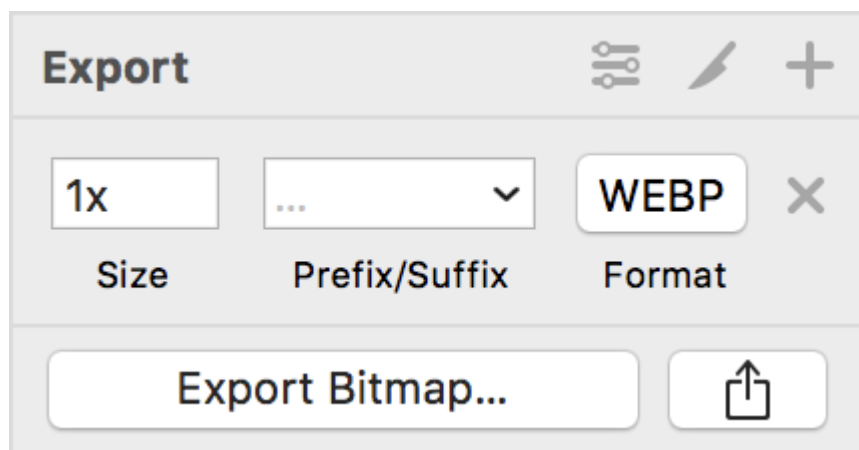 Export
1x ... WEBP
Size Prefix/Suffix Format
Export Bitmap...